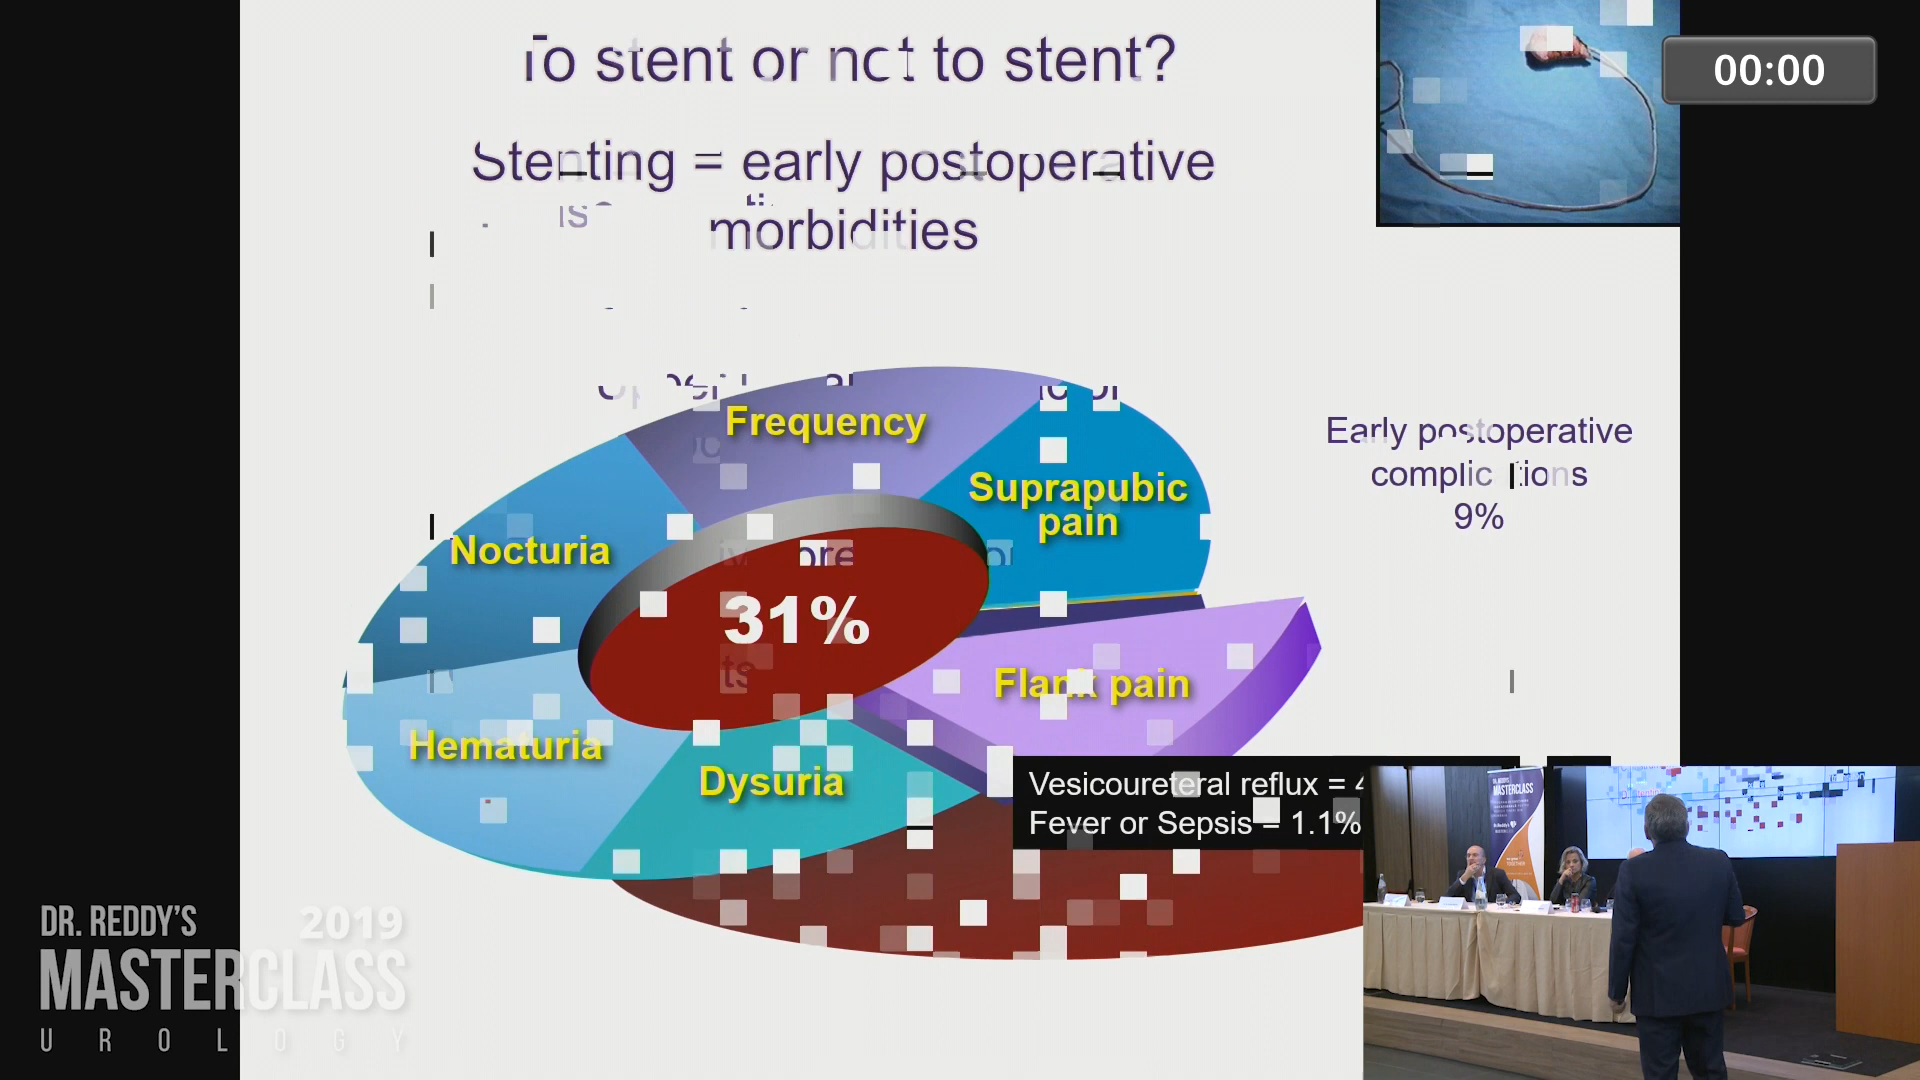 To stent or not to stent?
00:00
Stenting = early postoperative
morbidities
Frequency
Early postoperative
complications
9%
Suprapubic
pain
Nocturia
31%
Flank pain
Hematuria
Dysuria
Vesicoureteral reflux =
Fever or Sepsis = 1.1%
MASTERCLASS
DR. REDDY'S 2019
MASTERCLASS
UROLOGY